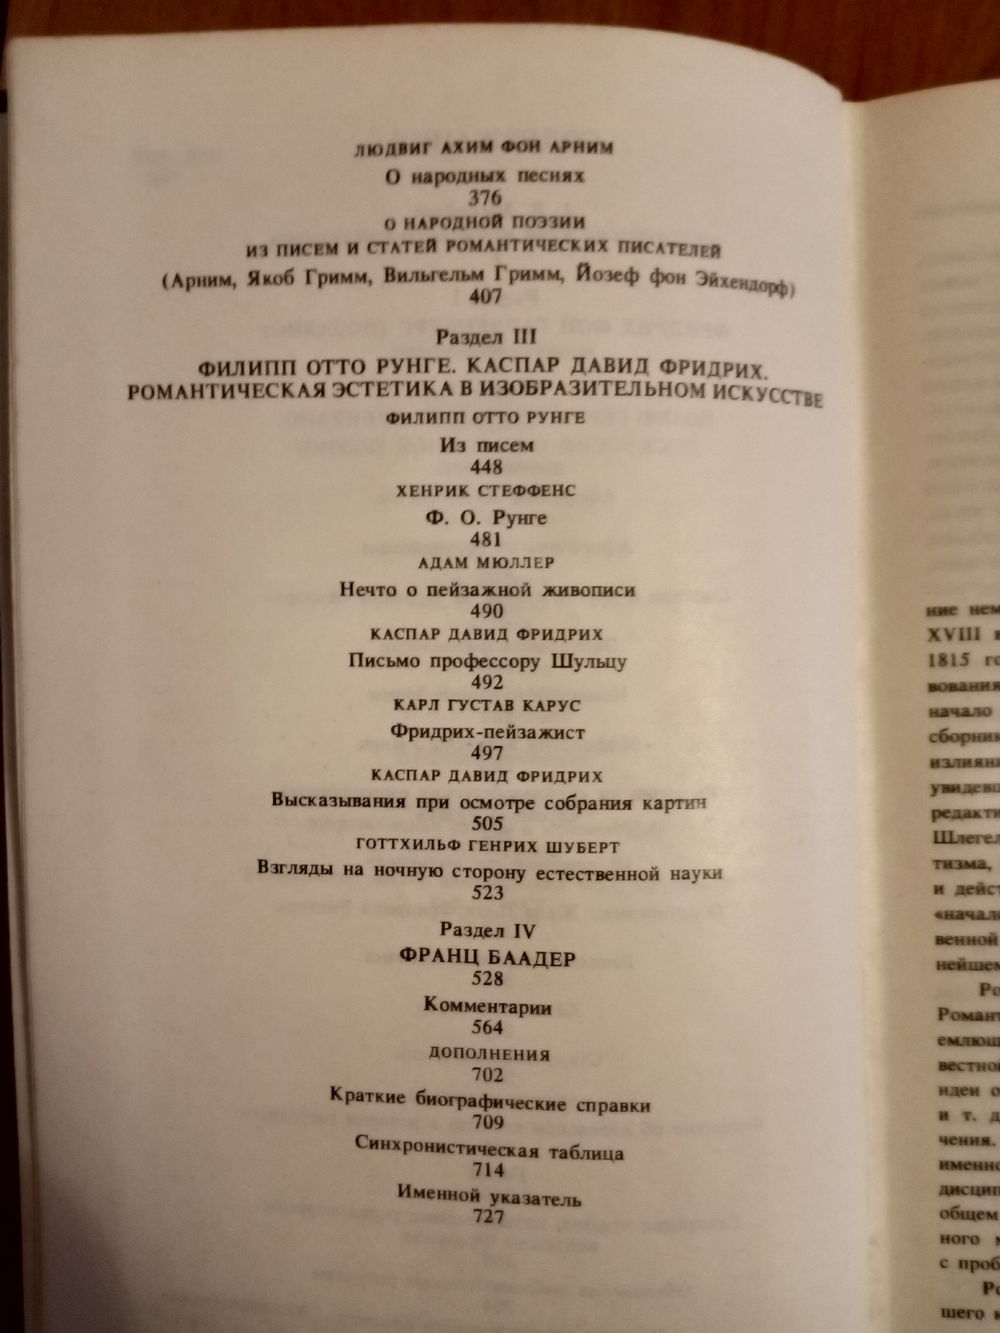 ЛЮДВИГ АХИМ ФОН АРНИМ
О народных песнях
376
О НАРОДНОЙ ПОЭЗИИ
ИЗ ПИСЕМ И СТАТЕЙ РОМАНТИЧЕСКИХ ПИСАТЕЛЕЙ
(Арним, Якоб Гримм, Вильгельм Гримм, Йозеф фон Эйхендорф)
407
Раздел III
ФИЛИПП ОТТО РУНГЕ. КАСПАР ДАВИД ФРИДРИХ.
РОМАНТИЧЕСКАЯ ЭСТЕТИКА В ИЗОБРАЗИТЕЛЬНОМ ИСКУССТВЕ
ФИЛИПП ОТТО РУНГЕ
Из писем
448
ХЕНРИК СТЕФФЕНС
Ф. О. Рунге
481
АДАМ МЮЛЛЕР
Нечто о пейзажной живописи
490
КАСПАР ДАВИД ФРИДРИХ
Письмо профессору Шульцу
492
КАРЛ ГУСТАВ КАРУС
Фридрих-пейзажист
497
КАСПАР ДАВИД ФРИДРИХ
Высказывания при осмотре собрания картин
505
ГОТТХИЛЬФ ГЕНРИХ ШУБЕРТ
Взгляды на ночную сторону естественной науки
523
Раздел IV
ФРАНЦ БААДЕР
528
Комментарии
564
ДОПОЛНЕНИЯ
702
Краткие биографические справки
709
Синхронистическая таблица
714
Именной указатель
727
ние нем
XVIII в
1815 го
вования
начало
сборник
излияни
увидевш
редакти
Шлегел
тизма,
и дейст
«начало
венной
нейшем
Ро
Романт
емлющ
вестно
идеи о
и т. д
чения.
именно
дисцип
общем
ного м
с проб
Ро
шего к